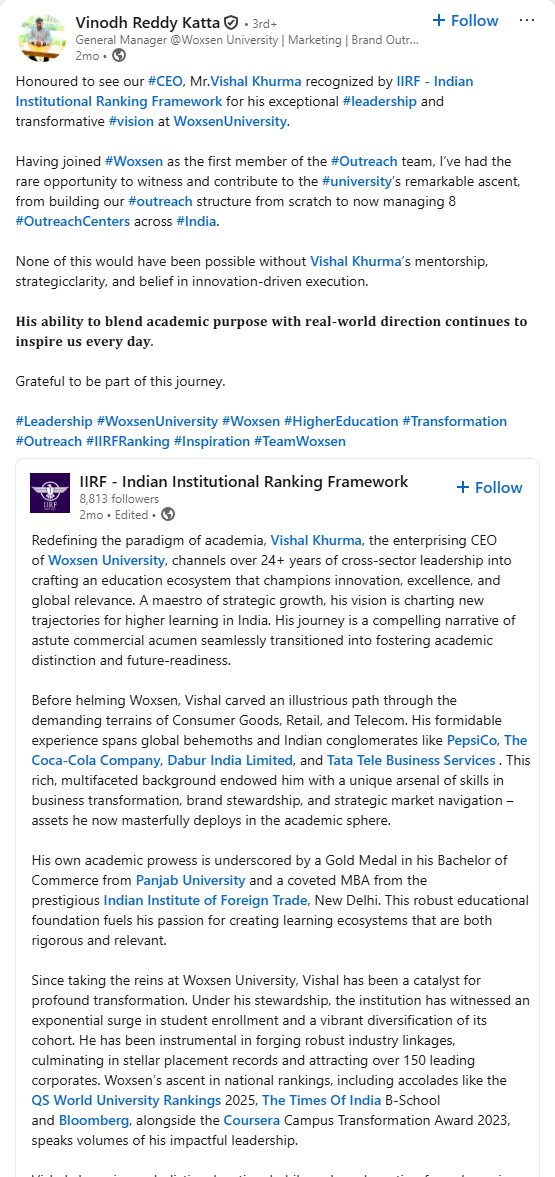 Vinodh Reddy Katta • 3rd+
+ Follow ...
General Manager @Woxsen University | Marketing | Brand Outr...
2mo •
Honoured to see our #CEO, Mr.Vishal Khurma recognized by IIRF - Indian
Institutional Ranking Framework for his exceptional #leadership and
transformative #vision at WoxsenUniversity.
Having joined #Woxsen as the first member of the #Outreach team, I've had the
rare opportunity to witness and contribute to the #university's remarkable ascent,
from building our #outreach structure from scratch to now managing 8
#OutreachCenters across #India.
None of this would have been possible without Vishal Khurma's mentorship,
strategicclarity, and belief in innovation-driven execution.
His ability to blend academic purpose with real-world direction continues to
inspire us every day.
Grateful to be part of this journey.
#Leadership #WoxsenUniversity #Woxsen #HigherEducation #Transformation
#Outreach #IIRFRanking #Inspiration #TeamWoxsen
IIRF
IIRF - Indian Institutional Ranking Framework
+ Follow
8,813 followers
2mo • Edited •
Redefining the paradigm of academia, Vishal Khurma, the enterprising CEO
of Woxsen University, channels over 24+ years of cross-sector leadership into
crafting an education ecosystem that champions innovation, excellence, and
global relevance. A maestro of strategic growth, his vision is charting new
trajectories for higher learning in India. His journey is a compelling narrative of
astute commercial acumen seamlessly transitioned into fostering academic
distinction and future-readiness.
Before helming Woxsen, Vishal carved an illustrious path through the
demanding terrains of Consumer Goods, Retail, and Telecom. His formidable
experience spans global behemoths and Indian conglomerates like PepsiCo, The
Coca-Cola Company, Dabur India Limited, and Tata Tele Business Services . This
rich, multifaceted background endowed him with a unique arsenal of skills in
business transformation, brand stewardship, and strategic market navigation –
assets he now masterfully deploys in the academic sphere.
His own academic prowess is underscored by a Gold Medal in his Bachelor of
Commerce from Panjab University and a coveted MBA from the
prestigious Indian Institute of Foreign Trade, New Delhi. This robust educational
foundation fuels his passion for creating learning ecosystems that are both
rigorous and relevant.
Since taking the reins at Woxsen University, Vishal has been a catalyst for
profound transformation. Under his stewardship, the institution has witnessed an
exponential surge in student enrollment and a vibrant diversification of its
cohort. He has been instrumental in forging robust industry linkages,
culminating in stellar placement records and attracting over 150 leading
corporates. Woxsen's ascent in national rankings, including accolades like the
QS World University Rankings 2025, The Times Of India B-School
and Bloomberg, alongside the Coursera Campus Transformation Award 2023,
speaks volumes of his impactful leadership.